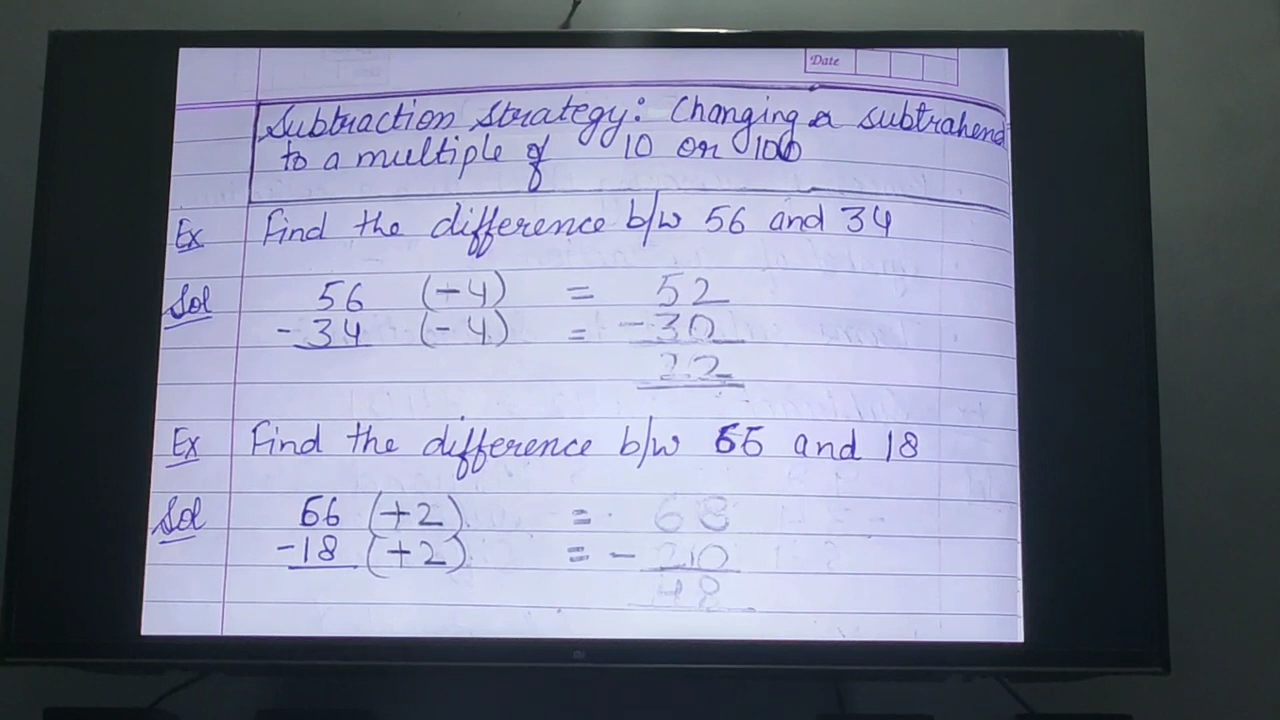 Date
Subtraction Strategy: Changing a subtrahend
to a multiple of 10 or 100
Ex Find the difference b/w 56 and 34
Sol 56 (-4) = 52
- 34 (-4) = - 30
22
Ex Find the difference b/w 66 and 18
Sol 66 (+2) = 68
- 18 (+2) = - 20
48
mi